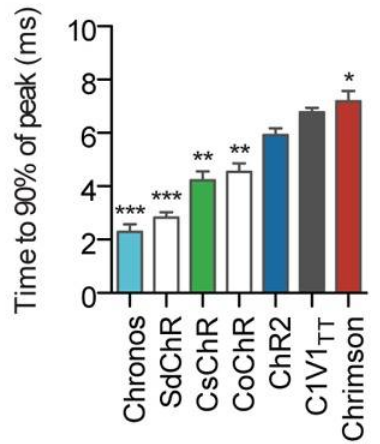 Time to 90% of peak (ms)
10
8
6
4
2
0
***
***
**
**
*
Chronos
SdChR
CsChR
CoChR
ChR2
C1V1TT
Chrimson